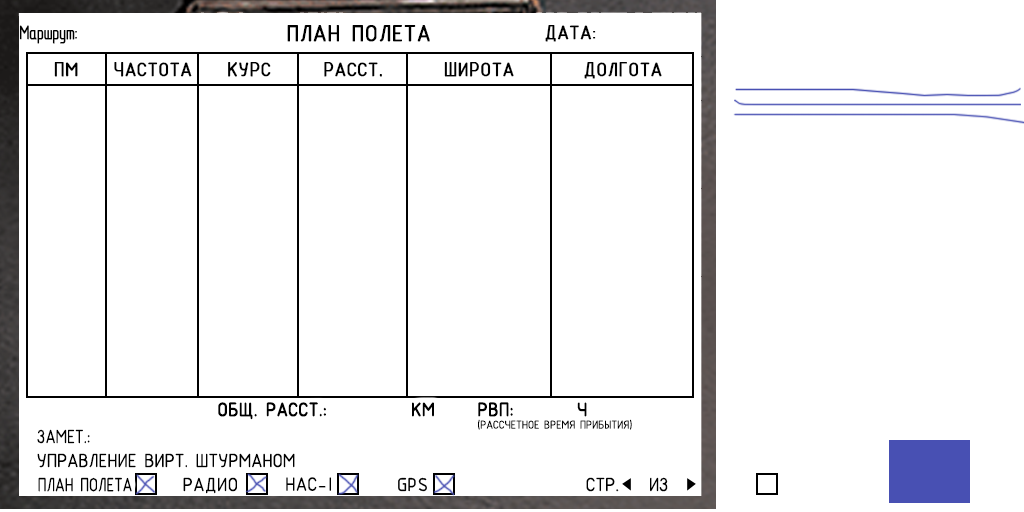 Маршрут: ПЛАН ПОЛЕТА ДАТА:
ПМ ЧАСТОТА КУРС РАССТ. ШИРОТА ДОЛГОТА
ОБЩ. РАССТ.: КМ РВП: Ч
(РАССЧЕТНОЕ ВРЕМЯ ПРИБЫТИЯ)
ЗАМЕТ.:
УПРАВЛЕНИЕ ВИРТ. ШТУРМАНОМ
ПЛАН ПОЛЕТА РАДИО НАС-1 GPS СТР. ИЗ